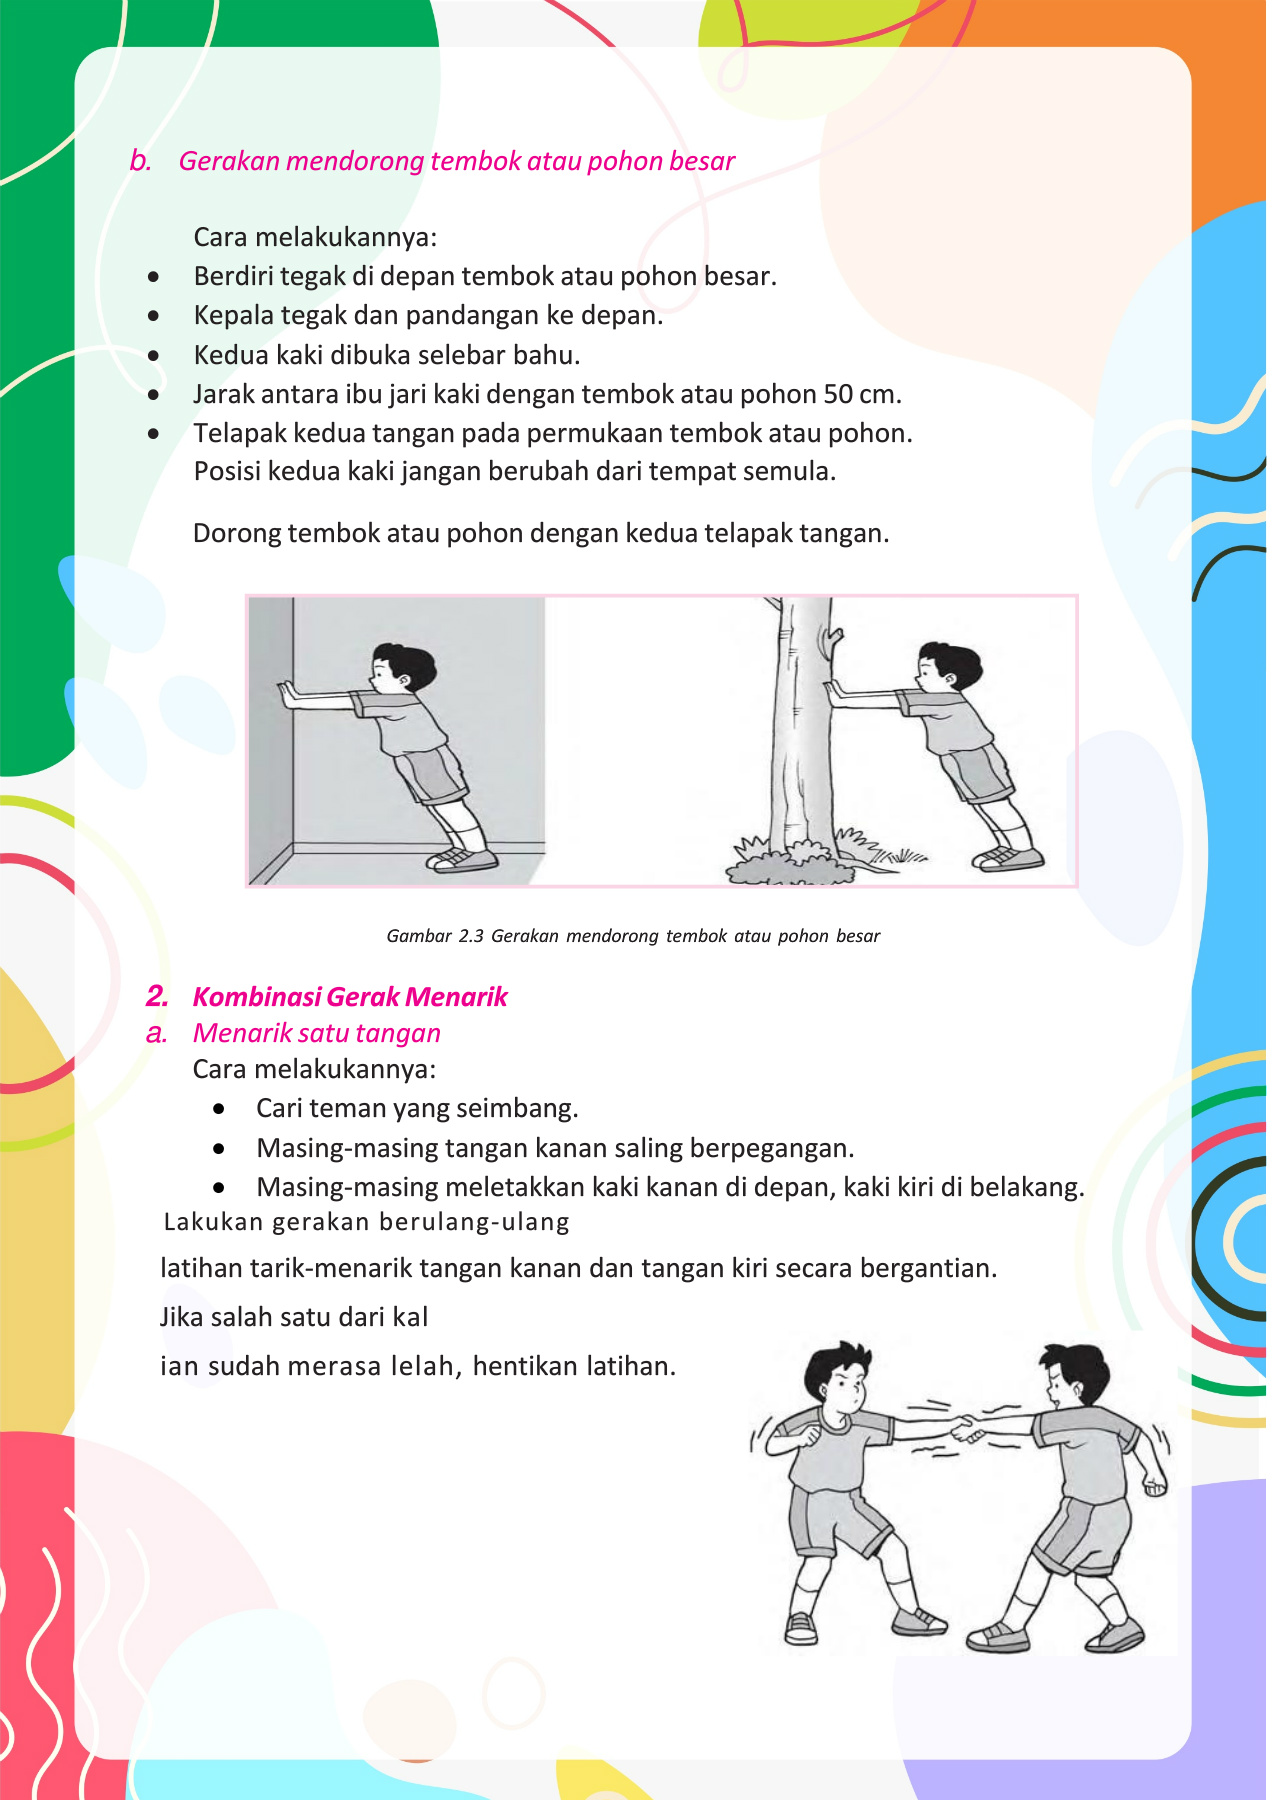 b. Gerakan mendorong tembok atau pohon besar
Cara melakukannya:
• Berdiri tegak di depan tembok atau pohon besar.
• Kepala tegak dan pandangan ke depan.
• Kedua kaki dibuka selebar bahu.
• Jarak antara ibu jari kaki dengan tembok atau pohon 50 cm.
• Telapak kedua tangan pada permukaan tembok atau pohon.
Posisi kedua kaki jangan berubah dari tempat semula.
Dorong tembok atau pohon dengan kedua telapak tangan.
Gambar 2.3 Gerakan mendorong tembok atau pohon besar
2. Kombinasi Gerak Menarik
a. Menarik satu tangan
Cara melakukannya:
• Cari teman yang seimbang.
• Masing-masing tangan kanan saling berpegangan.
• Masing-masing meletakkan kaki kanan di depan, kaki kiri di belakang.
Lakukan gerakan berulang-ulang
latihan tarik-menarik tangan kanan dan tangan kiri secara bergantian.
Jika salah satu dari kal
ian sudah merasa lelah, hentikan latihan.